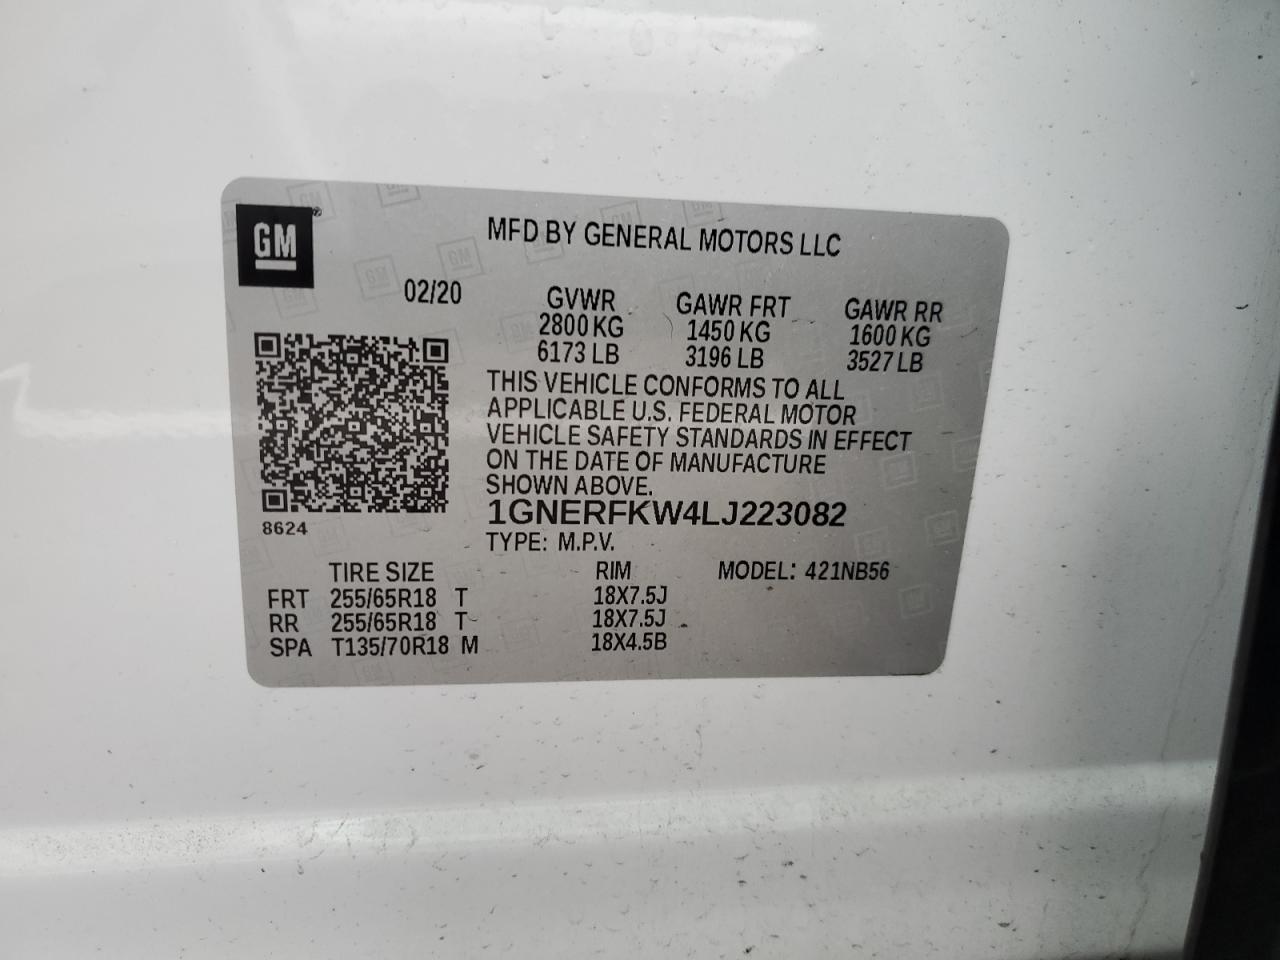 GM®
MFD BY GENERAL MOTORS LLC
02/20
GVWR GAWR FRT GAWR RR
2800 KG 1450 KG 1600 KG
6173 LB 3196 LB 3527 LB
THIS VEHICLE CONFORMS TO ALL
APPLICABLE U.S. FEDERAL MOTOR
VEHICLE SAFETY STANDARDS IN EFFECT
ON THE DATE OF MANUFACTURE
SHOWN ABOVE.
8624
1GNERFKW4LJ223082
TYPE: M.P.V.
TIRE SIZE RIM MODEL: 421NB56
FRT 255/65R18 T 18X7.5J
RR 255/65R18 T 18X7.5J
SPA T135/70R18 M 18X4.5B